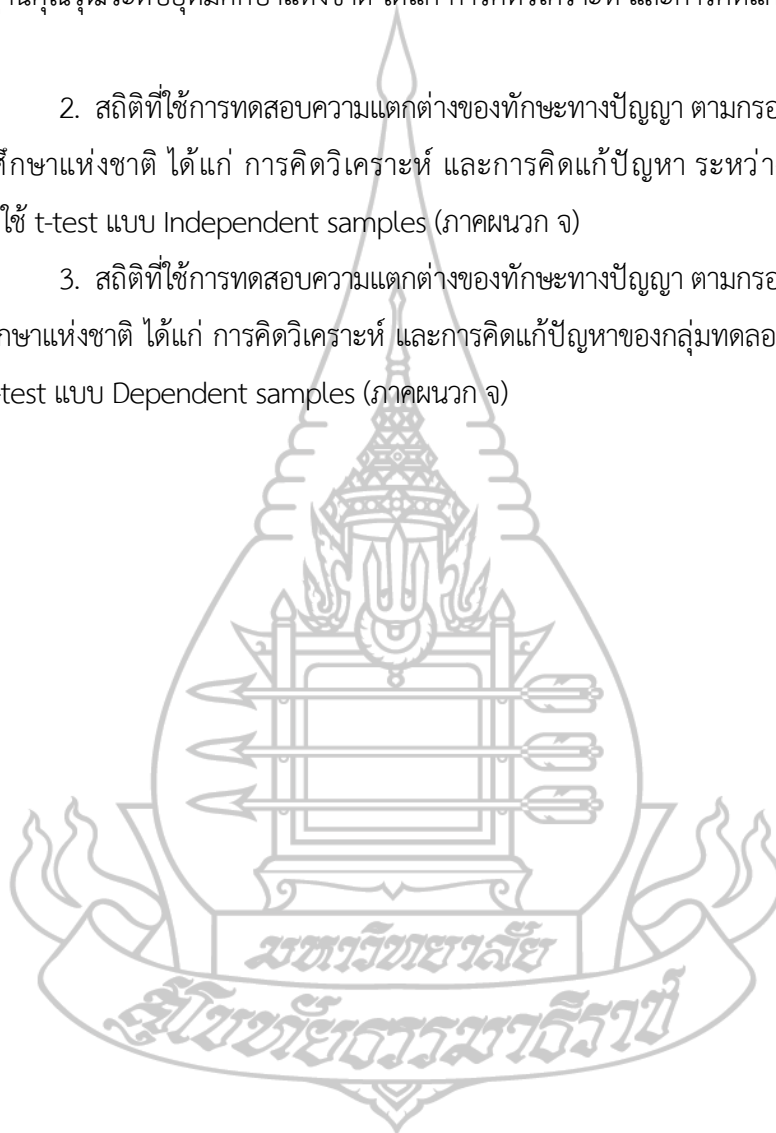 2. สถิติที่ใช้การทดสอบความแตกต่างของทักษะทางปัญญา ตามกรอ
ศึกษาแห่งชาติ ได้แก่ การคิดวิเคราะห์ และการคิดแก้ปัญหา ระหว่า
ใช้ t-test แบบ Independent samples (ภาคผนวก จ)
3. สถิติที่ใช้การทดสอบความแตกต่างของทักษะทางปัญญา ตามกรอ
กษาแห่งชาติ ได้แก่ การคิดวิเคราะห์ และการคิดแก้ปัญหาของกลุ่มทดลอ
-test แบบ Dependent samples (ภาคผนวก จ)
มหาวิทยาลัย
สุโขทัยธรรมาธิราช